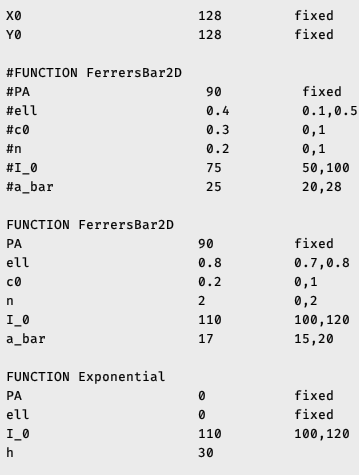 X0 128 fixed
Y0 128 fixed
#FUNCTION FerrersBar2D
#PA 90 fixed
#ell 0.4 0.1,0.5
#c0 0.3 0,1
#n 0.2 0,1
#I_0 75 50,100
#a_bar 25 20,28
FUNCTION FerrersBar2D
PA 90 fixed
ell 0.8 0.7,0.8
c0 0.2 0,1
n 2 0,2
I_0 110 100,120
a_bar 17 15,20
FUNCTION Exponential
PA 0 fixed
ell 0 fixed
I_0 110 100,120
h 30